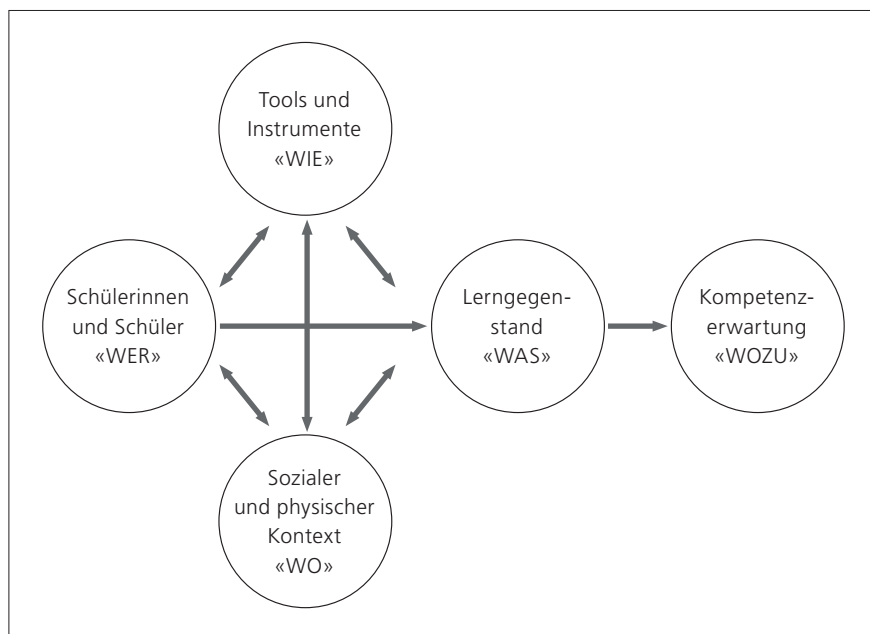 Tools und
Instrumente
«WIE»
Schülerinnen
und Schüler
«WER»
Lerngegen-
stand
«WAS»
Kompetenz-
erwartung
«WOZU»
Sozialer
und physischer
Kontext
«WO»